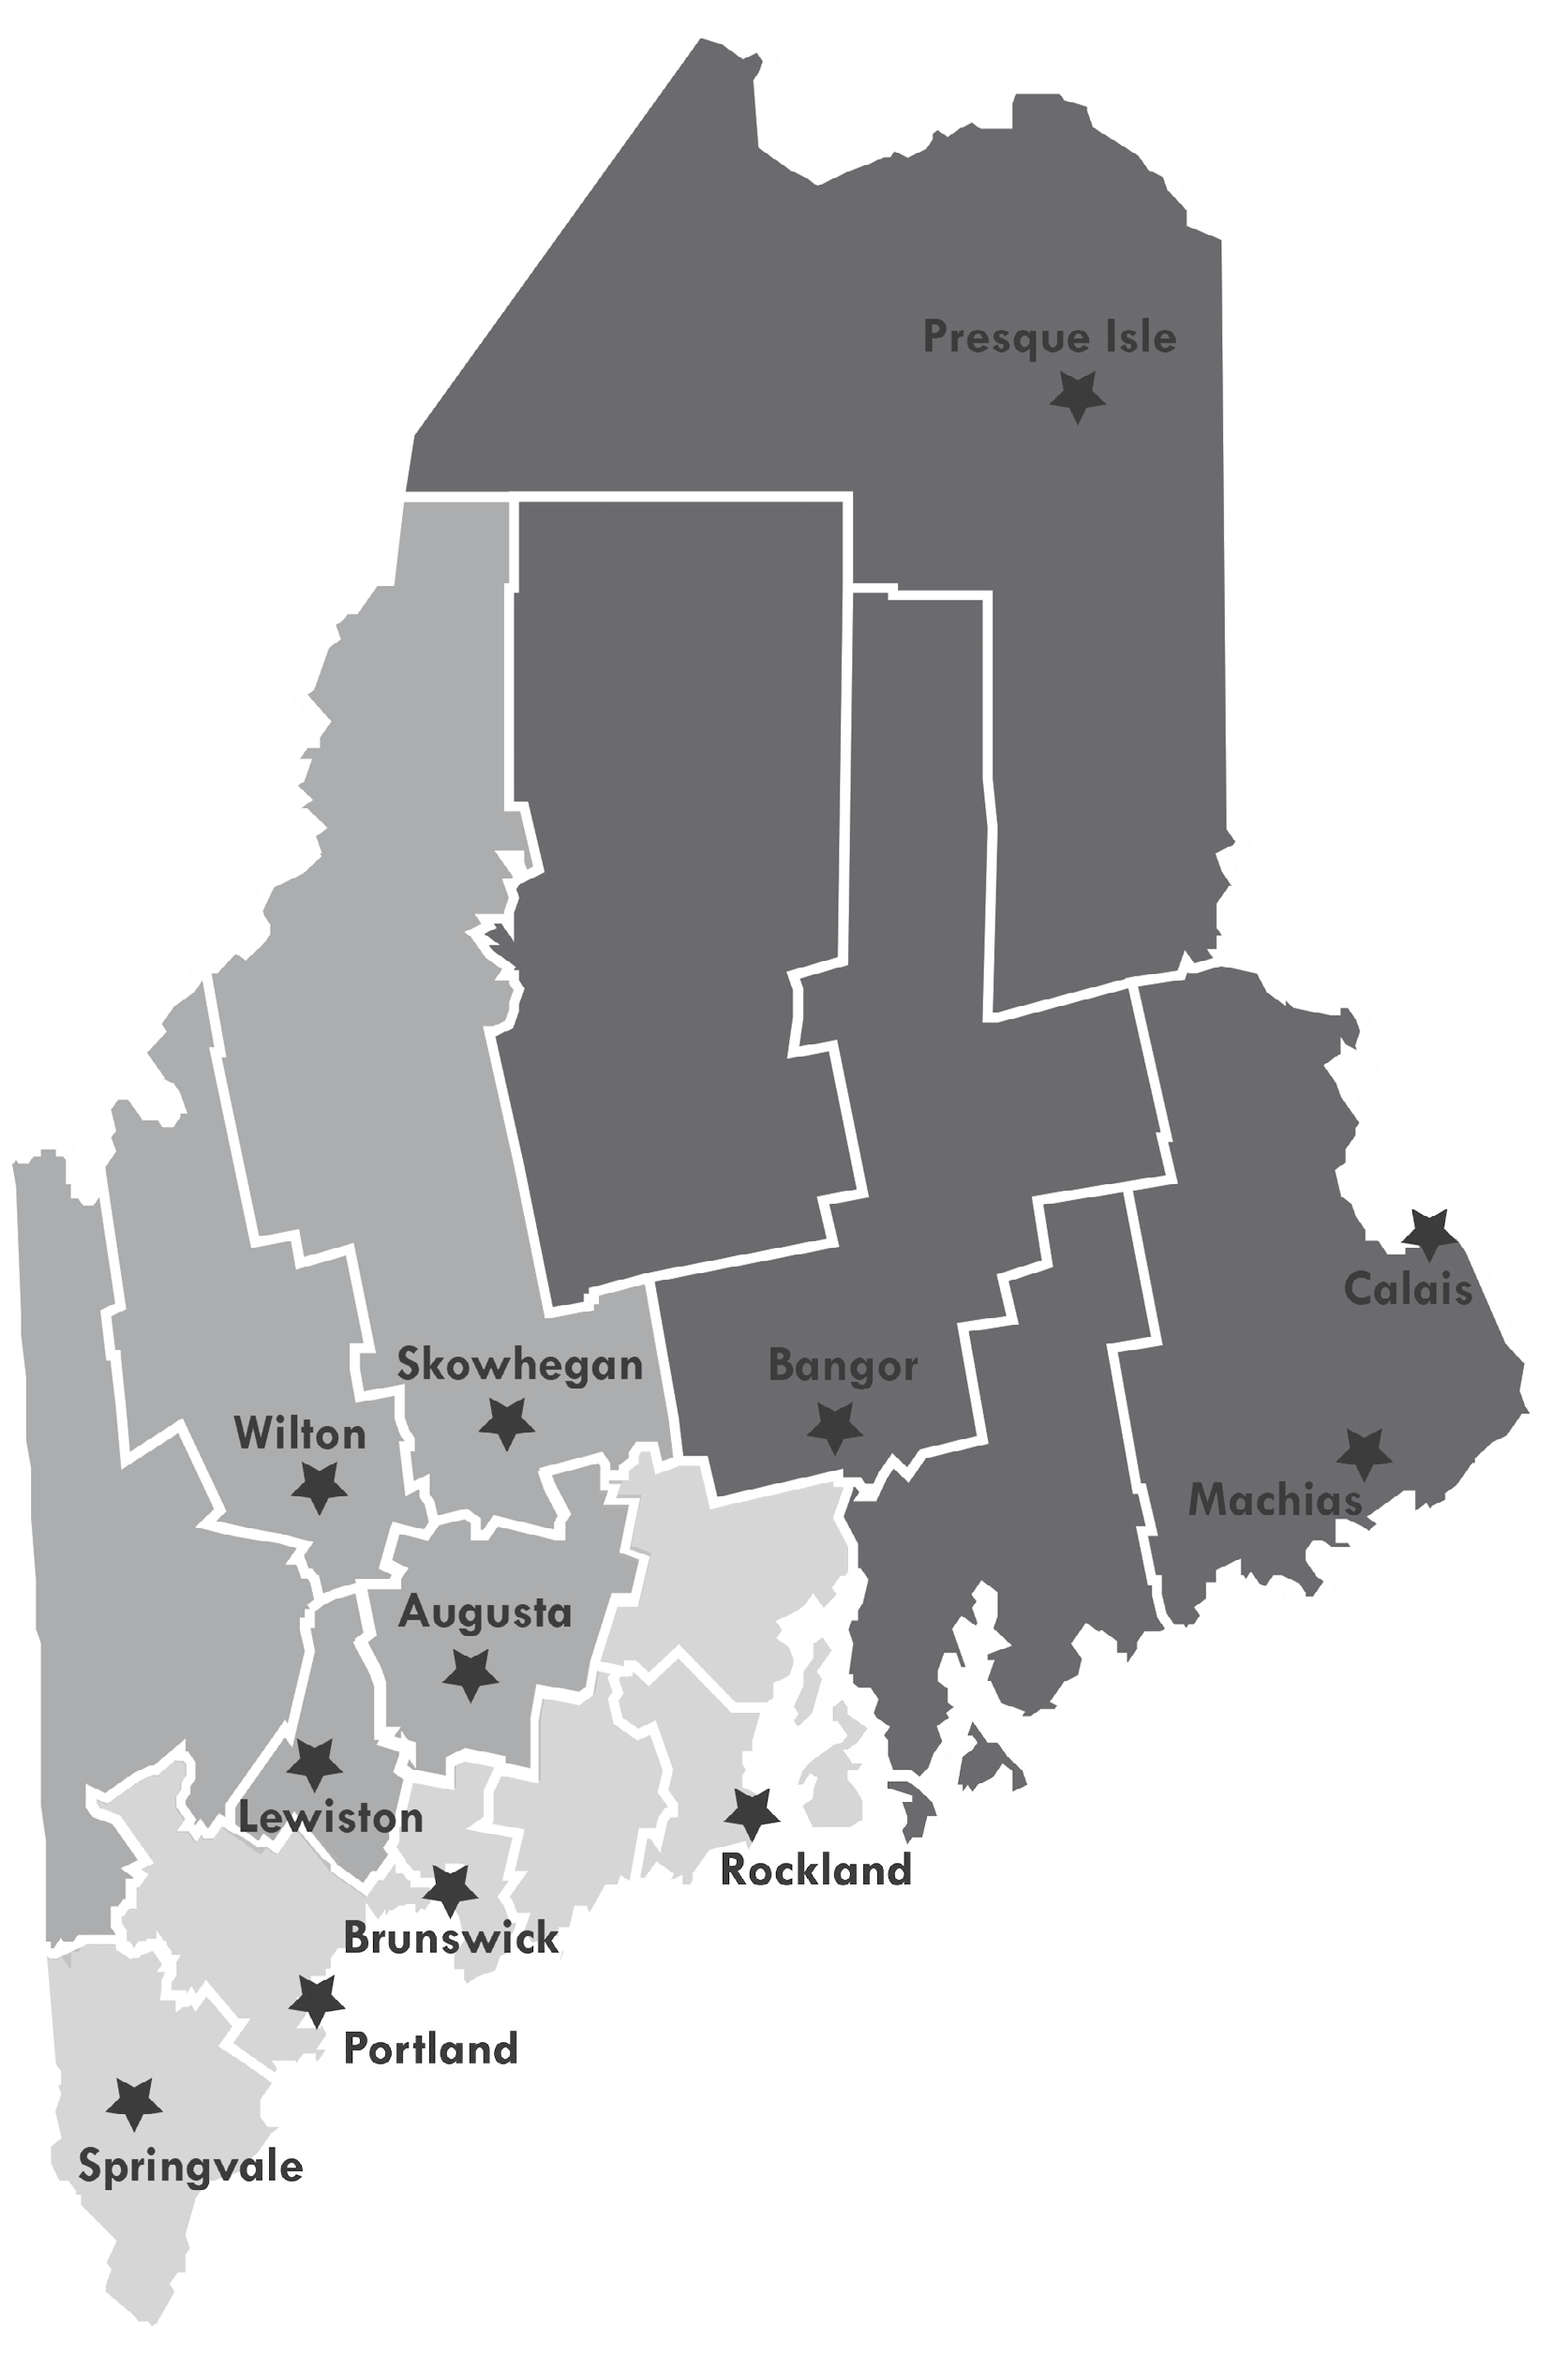 Presque Isle
Calais
Skowhegan
Bangor
Wilton
Machias
Augusta
Lewiston
Rockland
Brunswick
Portland
Springvale